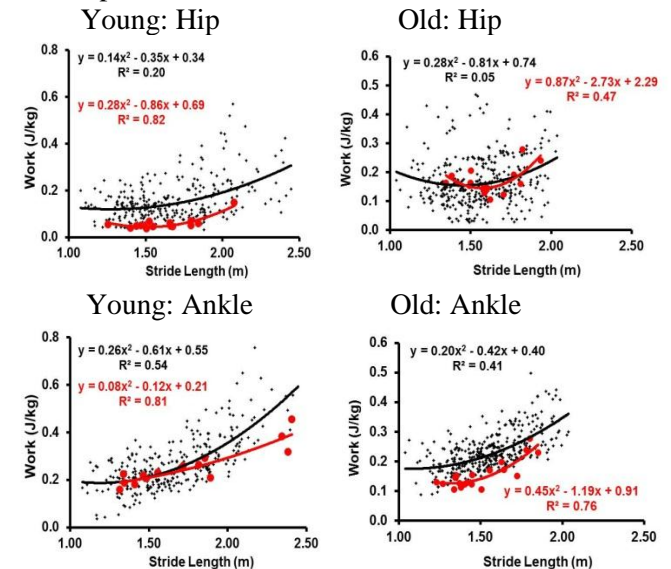 Young: Hip
Old: Hip
0.8
0.6
0.4
0.2
0.0
Work (J/kg)
y = 0.14x² - 0.35x + 0.34
R² = 0.20
y = 0.28x² - 0.86x + 0.69
R² = 0.82
1.00 1.50 2.00 2.50
Stride Length (m)
0.6
0.5
0.4
0.3
0.2
0.1
0.0
Work (J/kg)
y = 0.28x² - 0.81x + 0.74
R² = 0.05
y = 0.87x² - 2.73x + 2.29
R² = 0.47
1.00 1.50 2.00 2.50
Stride Length (m)
Young: Ankle
Old: Ankle
0.8
0.6
0.4
0.2
0.0
Work (J/kg)
y = 0.26x² - 0.61x + 0.55
R² = 0.54
y = 0.08x² - 0.12x + 0.21
R² = 0.81
1.00 1.50 2.00 2.50
Stride Length (m)
0.6
0.5
0.4
0.3
0.2
0.1
0.0
Work (J/kg)
y = 0.20x² - 0.42x + 0.40
R² = 0.41
y = 0.45x² - 1.19x + 0.91
R² = 0.76
1.00 1.50 2.00 2.50
Stride Length (m)